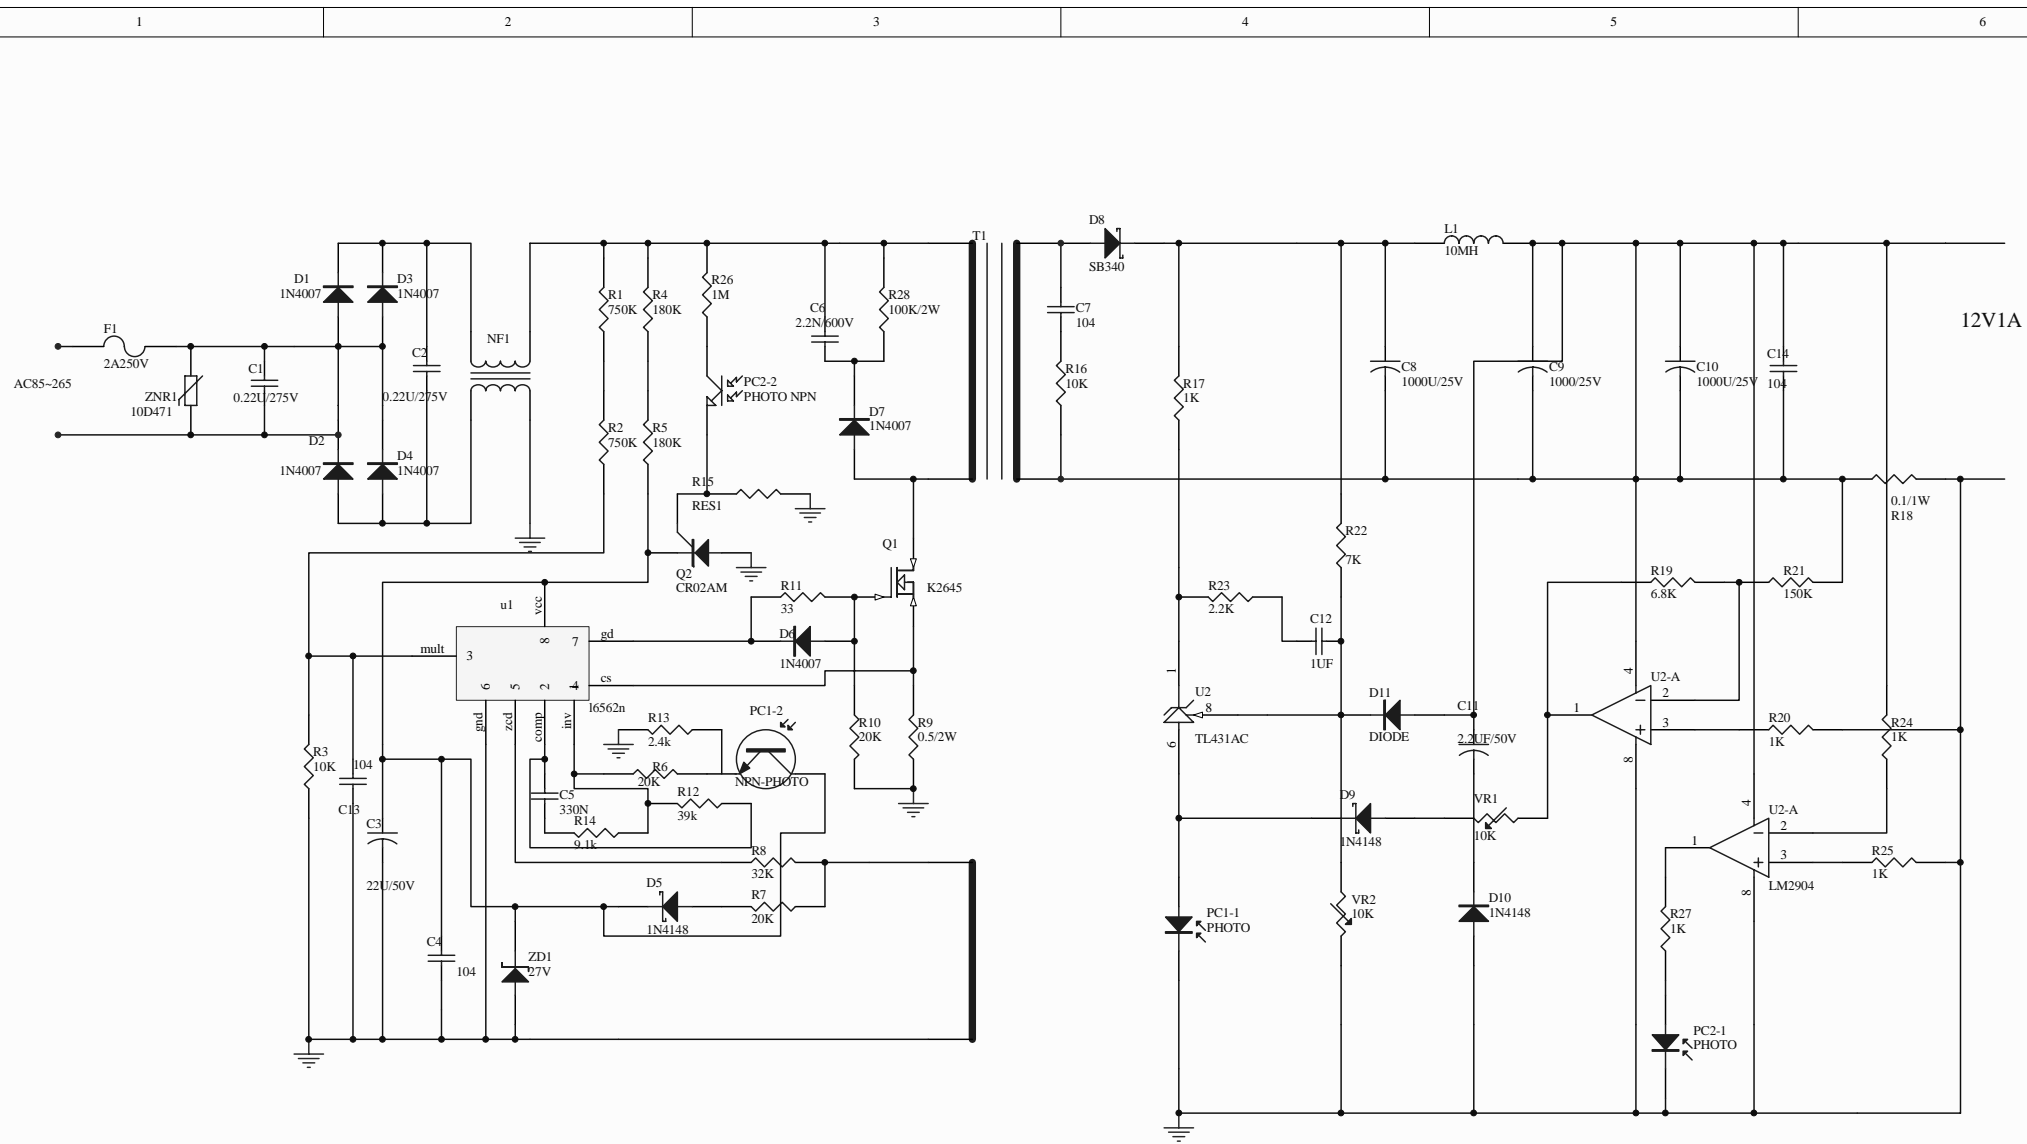 1 2 3 4 5 6
D8
T1
SB340
L1
10MH
12V1A
D1
1N4007
D3
1N4007
F1
2A250V
AC85~265
ZNR1
10D471
C1
0.22U/275V
C2
0.22U/275V
NF1
D2
1N4007
D4
1N4007
R1
750K
R4
180K
R26
1M
C6
2.2N/600V
R28
100K/2W
PC2-2
PHOTO NPN
R2
750K
R5
180K
D7
1N4007
R15
RES1
Q2
CR02AM
Q1
K2645
R11
33
D6
1N4007
u1
vcc
8
7
gd
mult
3
6
5
2
4
cs
l6562n
gnd
zcd
comp
inv
R13
2.4k
PC1-2
NPN-PHOTO
R6
20K
R12
39k
C5
330N
R14
9.1k
R10
20K
R9
0.5/2W
R3
10K
104
C13
C3
22U/50V
R8
32K
D5
1N4148
R7
20K
C4
104
ZD1
27V
C7
104
R16
10K
R17
1K
C8
1000U/25V
C9
1000/25V
C10
1000U/25V
C14
104
0.1/1W
R18
R22
7K
R23
2.2K
C12
1UF
R19
6.8K
R21
150K
1
U2
8
TL431AC
6
D11
DIODE
C11
2.2UF/50V
4
U2-A
2
1
3
8
R20
1K
R24
1K
D9
1N4148
VR1
10K
4
U2-A
2
1
3
8
LM2904
R25
1K
PC1-1
PHOTO
VR2
10K
D10
1N4148
R27
1K
PC2-1
PHOTO